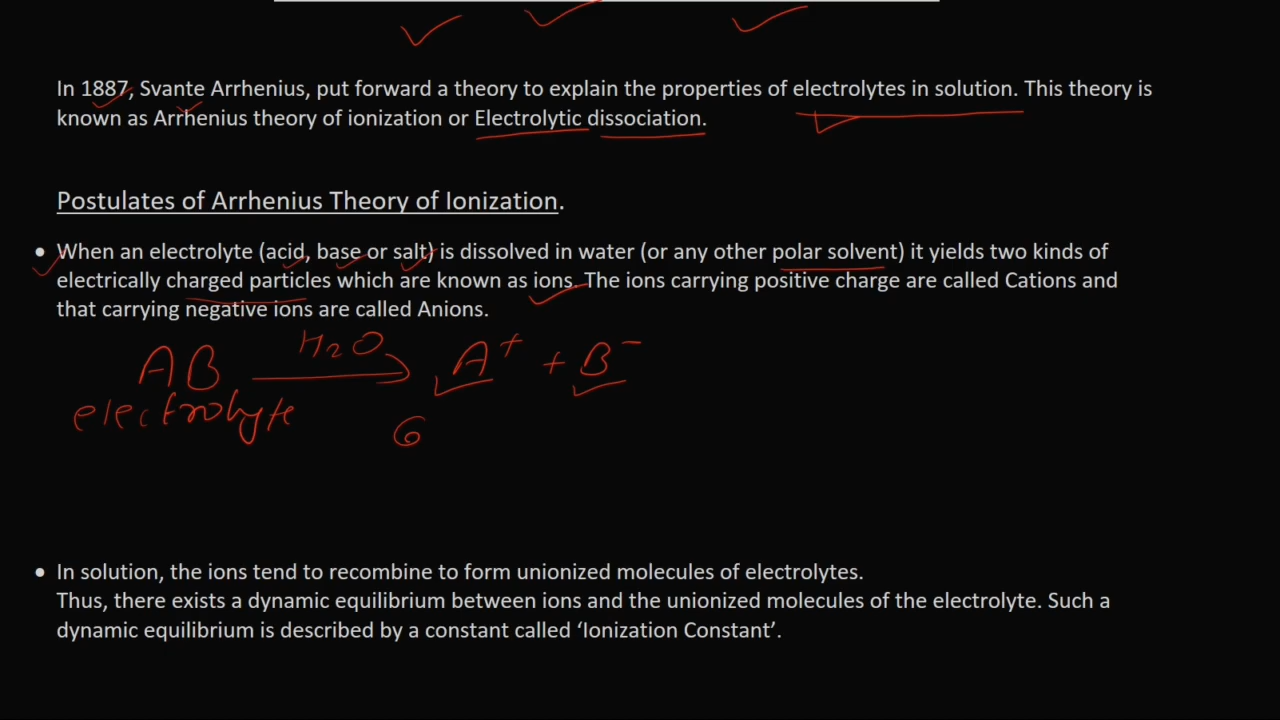 In 1887, Svante Arrhenius, put forward a theory to explain the properties of electrolytes in solution. This theory is
known as Arrhenius theory of ionization or Electrolytic dissociation.
Postulates of Arrhenius Theory of Ionization.
• When an electrolyte (acid, base or salt) is dissolved in water (or any other polar solvent) it yields two kinds of
electrically charged particles which are known as ions. The ions carrying positive charge are called Cations and
that carrying negative ions are called Anions.
H2O
AB → A⁺ + B⁻
electrolyte
• In solution, the ions tend to recombine to form unionized molecules of electrolytes.
Thus, there exists a dynamic equilibrium between ions and the unionized molecules of the electrolyte. Such a
dynamic equilibrium is described by a constant called ‘Ionization Constant’.